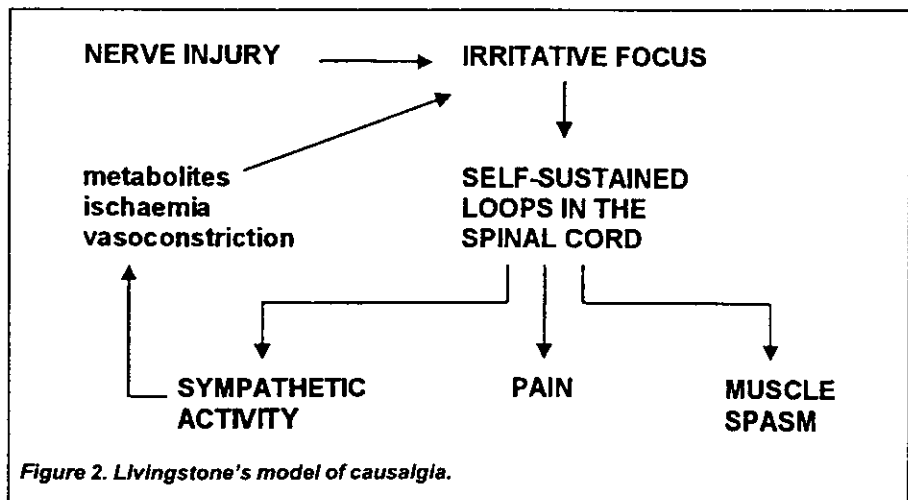 NERVE INJURY
IRRITATIVE FOCUS
metabolites
ischaemia
vasoconstriction
SELF-SUSTAINED
LOOPS IN THE
SPINAL CORD
SYMPATHETIC
ACTIVITY
PAIN
MUSCLE
SPASM
Figure 2. Livingstone's model of causalgia.